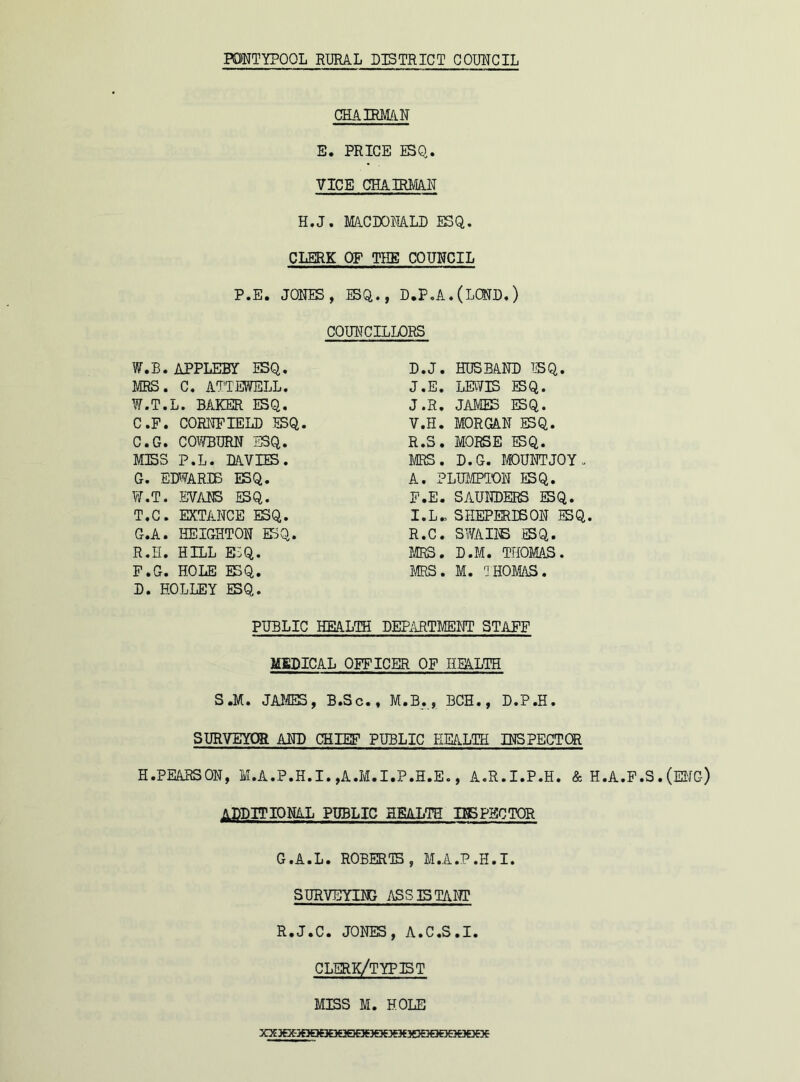 PONTYPOOL RURAL DISTRICT COUNCIL
CHAIRMAN
E. PRICE ESQ.
VICE CHAIRMAN
H.J. MACDONALD ESQ.
CLERK OF THE COUNCIL
P.E. JONES, ESQ., D.P.A.(LOND.)
COUNCILLORS
W.B. APPLEBY ESQ.
MRS. C. ATTEWELL.
W.T.L. BAKER ESQ.
C.F. CORNFIELD ESQ.
C.G. COWBURN ESQ.
MISS P.L. DAVIES.
G. EDWARDS ESQ.
W.T. EVANS ESQ.
T.C. EXTANCE ESQ.
G.A. HEIGHTON ESQ.
R.H. HILL ESQ.
F.G. HOLE ESQ.
D. HOLLEY ESQ.
D.J. HUSBAND ESQ.
J.E. LEWIS ESQ.
J.R. JAMES ESQ.
V.H. MORGAN ESQ.
R.S. MORSE ESQ.
MRS. D.G. MOUNTJOY.
A. PLUMPTON ESQ.
F.E. SAUNDERS ESQ.
I.L. SHEPERDSON ESQ.
R.C. SWAINS ESQ.
MRS. D.M. THOMAS.
MRS. M. THOMAS.
PUBLIC HEALTH DEPARTMENT STAFF
MEDICAL OFFICER OF HEALTH
S.M. JAMES, B.Sc., M.B., BCH., D.P.H.
SURVEYOR AND CHIEF PUBLIC HEALTH INSPECTOR
H.PEARSON, M.A.P.H.I.,A.M.I.P.H.E., A.R.I.P.H. & H.A.F.S.(ENG)
ADDITIONAL PUBLIC HEALTH INSPECTOR
G.A.L. ROBERTS, M.A.P.H.I.
SURVEYING ASSISTANT
R.J.C. JONES, A.C.S.I.
CLERK/TYPIST
MISS M. HOLE